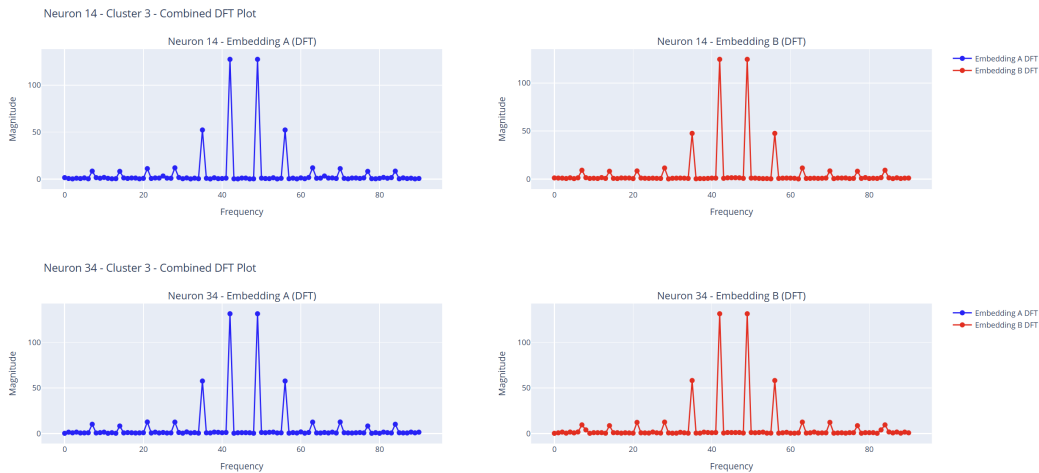 Neuron 14 - Cluster 3 - Combined DFT Plot
Neuron 14 - Embedding A (DFT)
Neuron 14 - Embedding B (DFT)
Embedding A DFT
Embedding B DFT
Magnitude
100
50
0
0
20
40
60
80
Frequency
Magnitude
100
50
0
0
20
40
60
80
Frequency
Neuron 34 - Cluster 3 - Combined DFT Plot
Neuron 34 - Embedding A (DFT)
Neuron 34 - Embedding B (DFT)
Embedding A DFT
Embedding B DFT
Magnitude
100
50
0
0
20
40
60
80
Frequency
Magnitude
100
50
0
0
20
40
60
80
Frequency